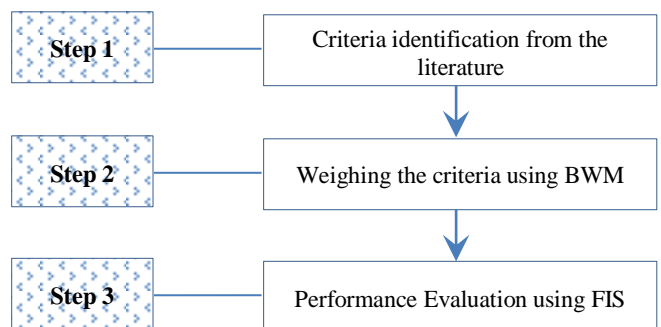 Step 1
Criteria identification from the
literature
Step 2
Weighing the criteria using BWM
Step 3
Performance Evaluation using FIS